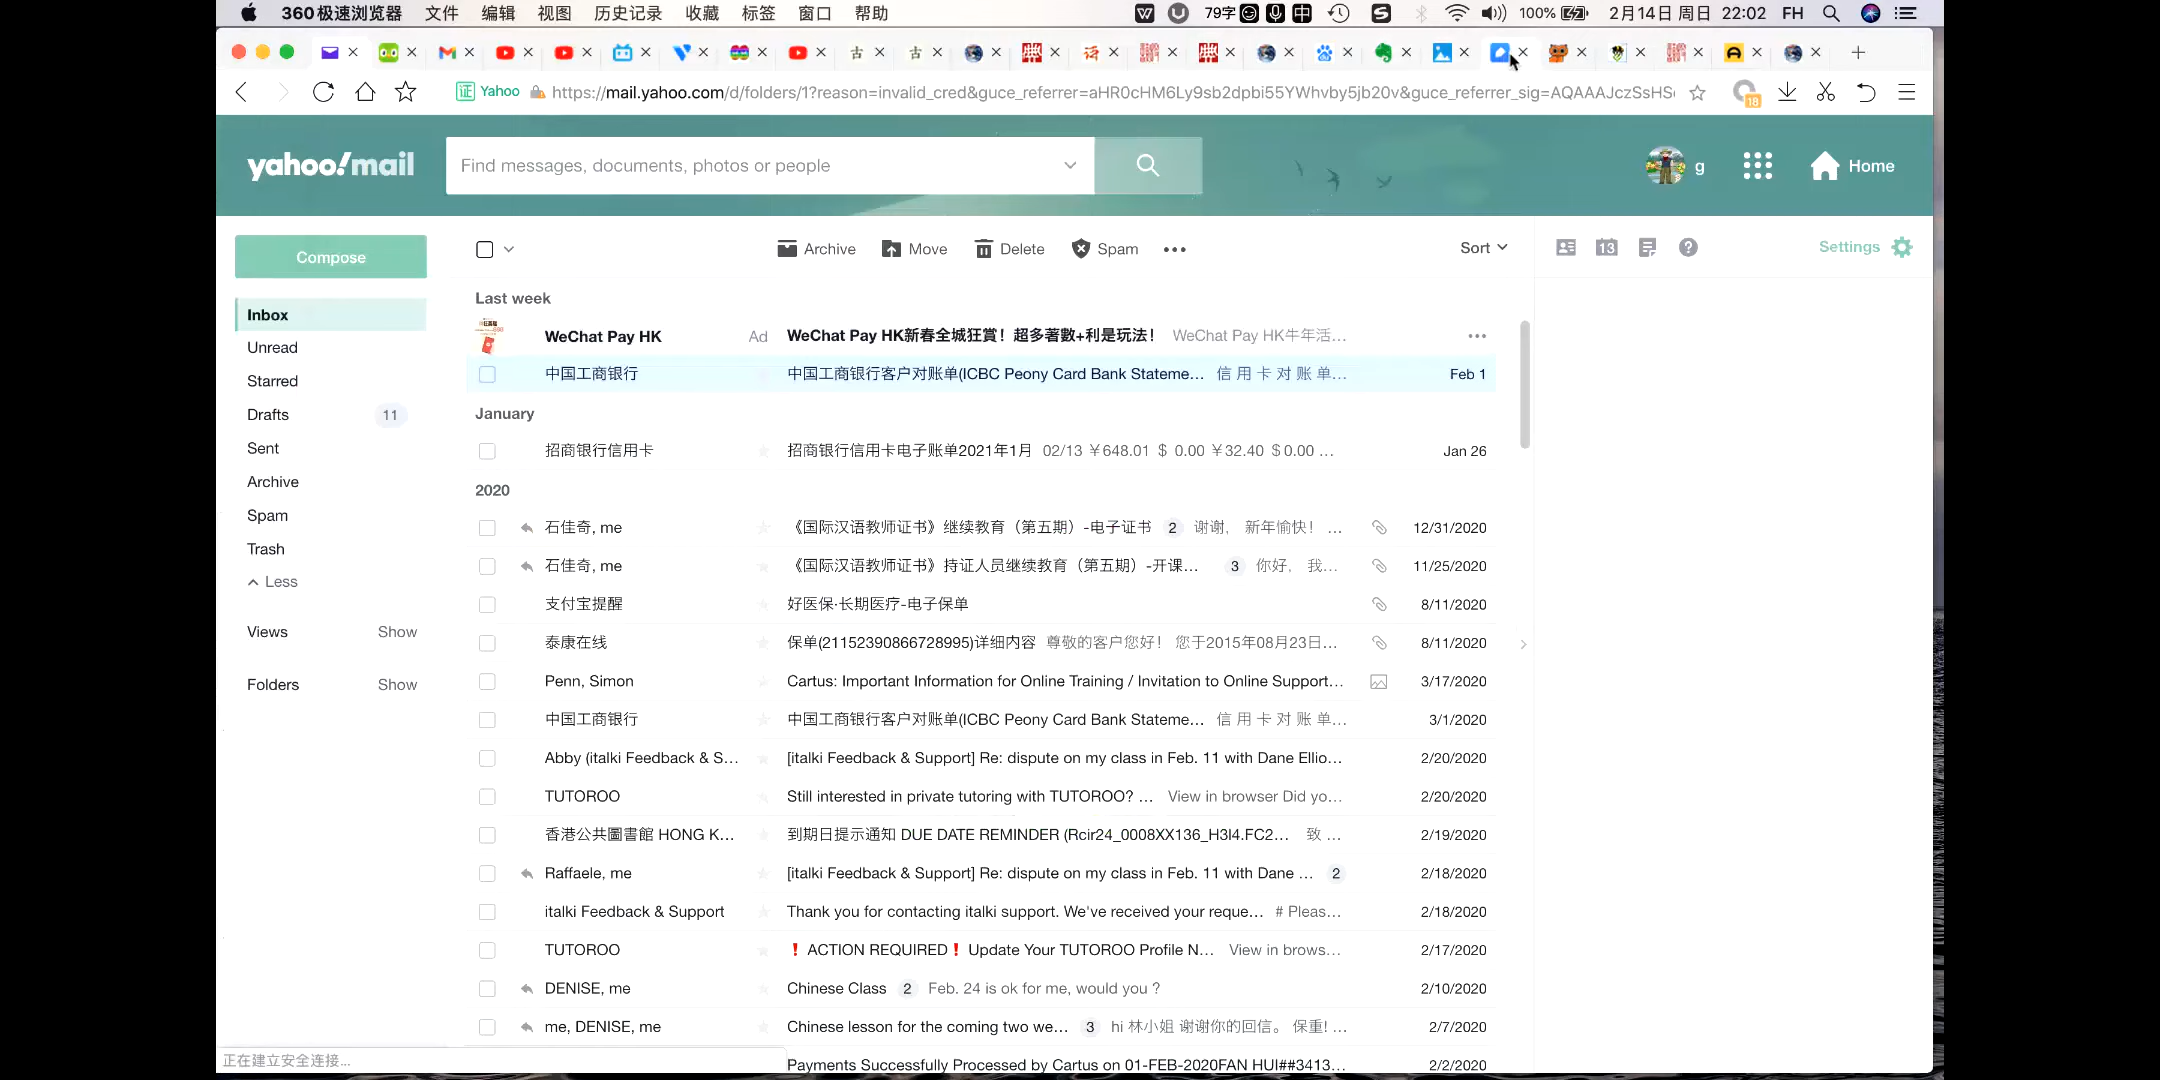 360极速浏览器 文件 编辑 视图 历史记录 收藏 标签 窗口 帮助 79字 中 100% 2月14日 周日 22:02 FH
证 Yahoo https://mail.yahoo.com/d/folders/1?reason=invalid_cred&guce_referrer=aHR0cHM6Ly9sb2dpbi55YWhvby5jb20v&guce_referrer_sig=AQAAAJczSsHS 18
yahoo!mail Find messages, documents, photos or people g Home
Compose Archive Move Delete Spam ••• Sort 13 Settings
Last week
Inbox
Unread
Starred
Drafts 11
Sent
Archive
Spam
Trash
Less
Views Show
Folders Show
WeChat Pay HK Ad WeChat Pay HK新春全城狂賞！超多著數+利是玩法！ WeChat Pay HK牛年活... •••
中国工商银行 中国工商银行客户对账单(ICBC Peony Card Bank Stateme... 信 用 卡 对 账 单... Feb 1
January
招商银行信用卡 招商银行信用卡电子账单2021年1月 02/13 ￥648.01 $ 0.00 ￥32.40 $0.00 ... Jan 26
2020
石佳奇, me 《国际汉语教师证书》继续教育（第五期）-电子证书 2 谢谢， 新年愉快！ ... 12/31/2020
石佳奇, me 《国际汉语教师证书》持证人员继续教育（第五期）-开课... 3 你好， 我... 11/25/2020
支付宝提醒 好医保·长期医疗-电子保单 8/11/2020
泰康在线 保单(21152390866728995)详细内容 尊敬的客户您好！ 您于2015年08月23日... 8/11/2020
Penn, Simon Cartus: Important Information for Online Training / Invitation to Online Support... 3/17/2020
中国工商银行 中国工商银行客户对账单(ICBC Peony Card Bank Stateme... 信 用 卡 对 账 单... 3/1/2020
Abby (italki Feedback & S... [italki Feedback & Support] Re: dispute on my class in Feb. 11 with Dane Ellio... 2/20/2020
TUTOROO Still interested in private tutoring with TUTOROO? ... View in browser Did yo... 2/20/2020
香港公共圖書館 HONG K... 到期日提示通知 DUE DATE REMINDER (Rcir24_0008XX136_H3I4.FC2... 致 ... 2/19/2020
Raffaele, me [italki Feedback & Support] Re: dispute on my class in Feb. 11 with Dane ... 2 2/18/2020
italki Feedback & Support Thank you for contacting italki support. We've received your reque... # Pleas... 2/18/2020
TUTOROO ❗ ACTION REQUIRED❗ Update Your TUTOROO Profile N... View in brows... 2/17/2020
DENISE, me Chinese Class 2 Feb. 24 is ok for me, would you ? 2/10/2020
me, DENISE, me Chinese lesson for the coming two we... 3 hi 林小姐 谢谢你的回信。 保重! ... 2/7/2020
Payments Successfully Processed by Cartus on 01-FEB-2020FAN HUI##3413... 2/2/2020
正在建立安全连接...